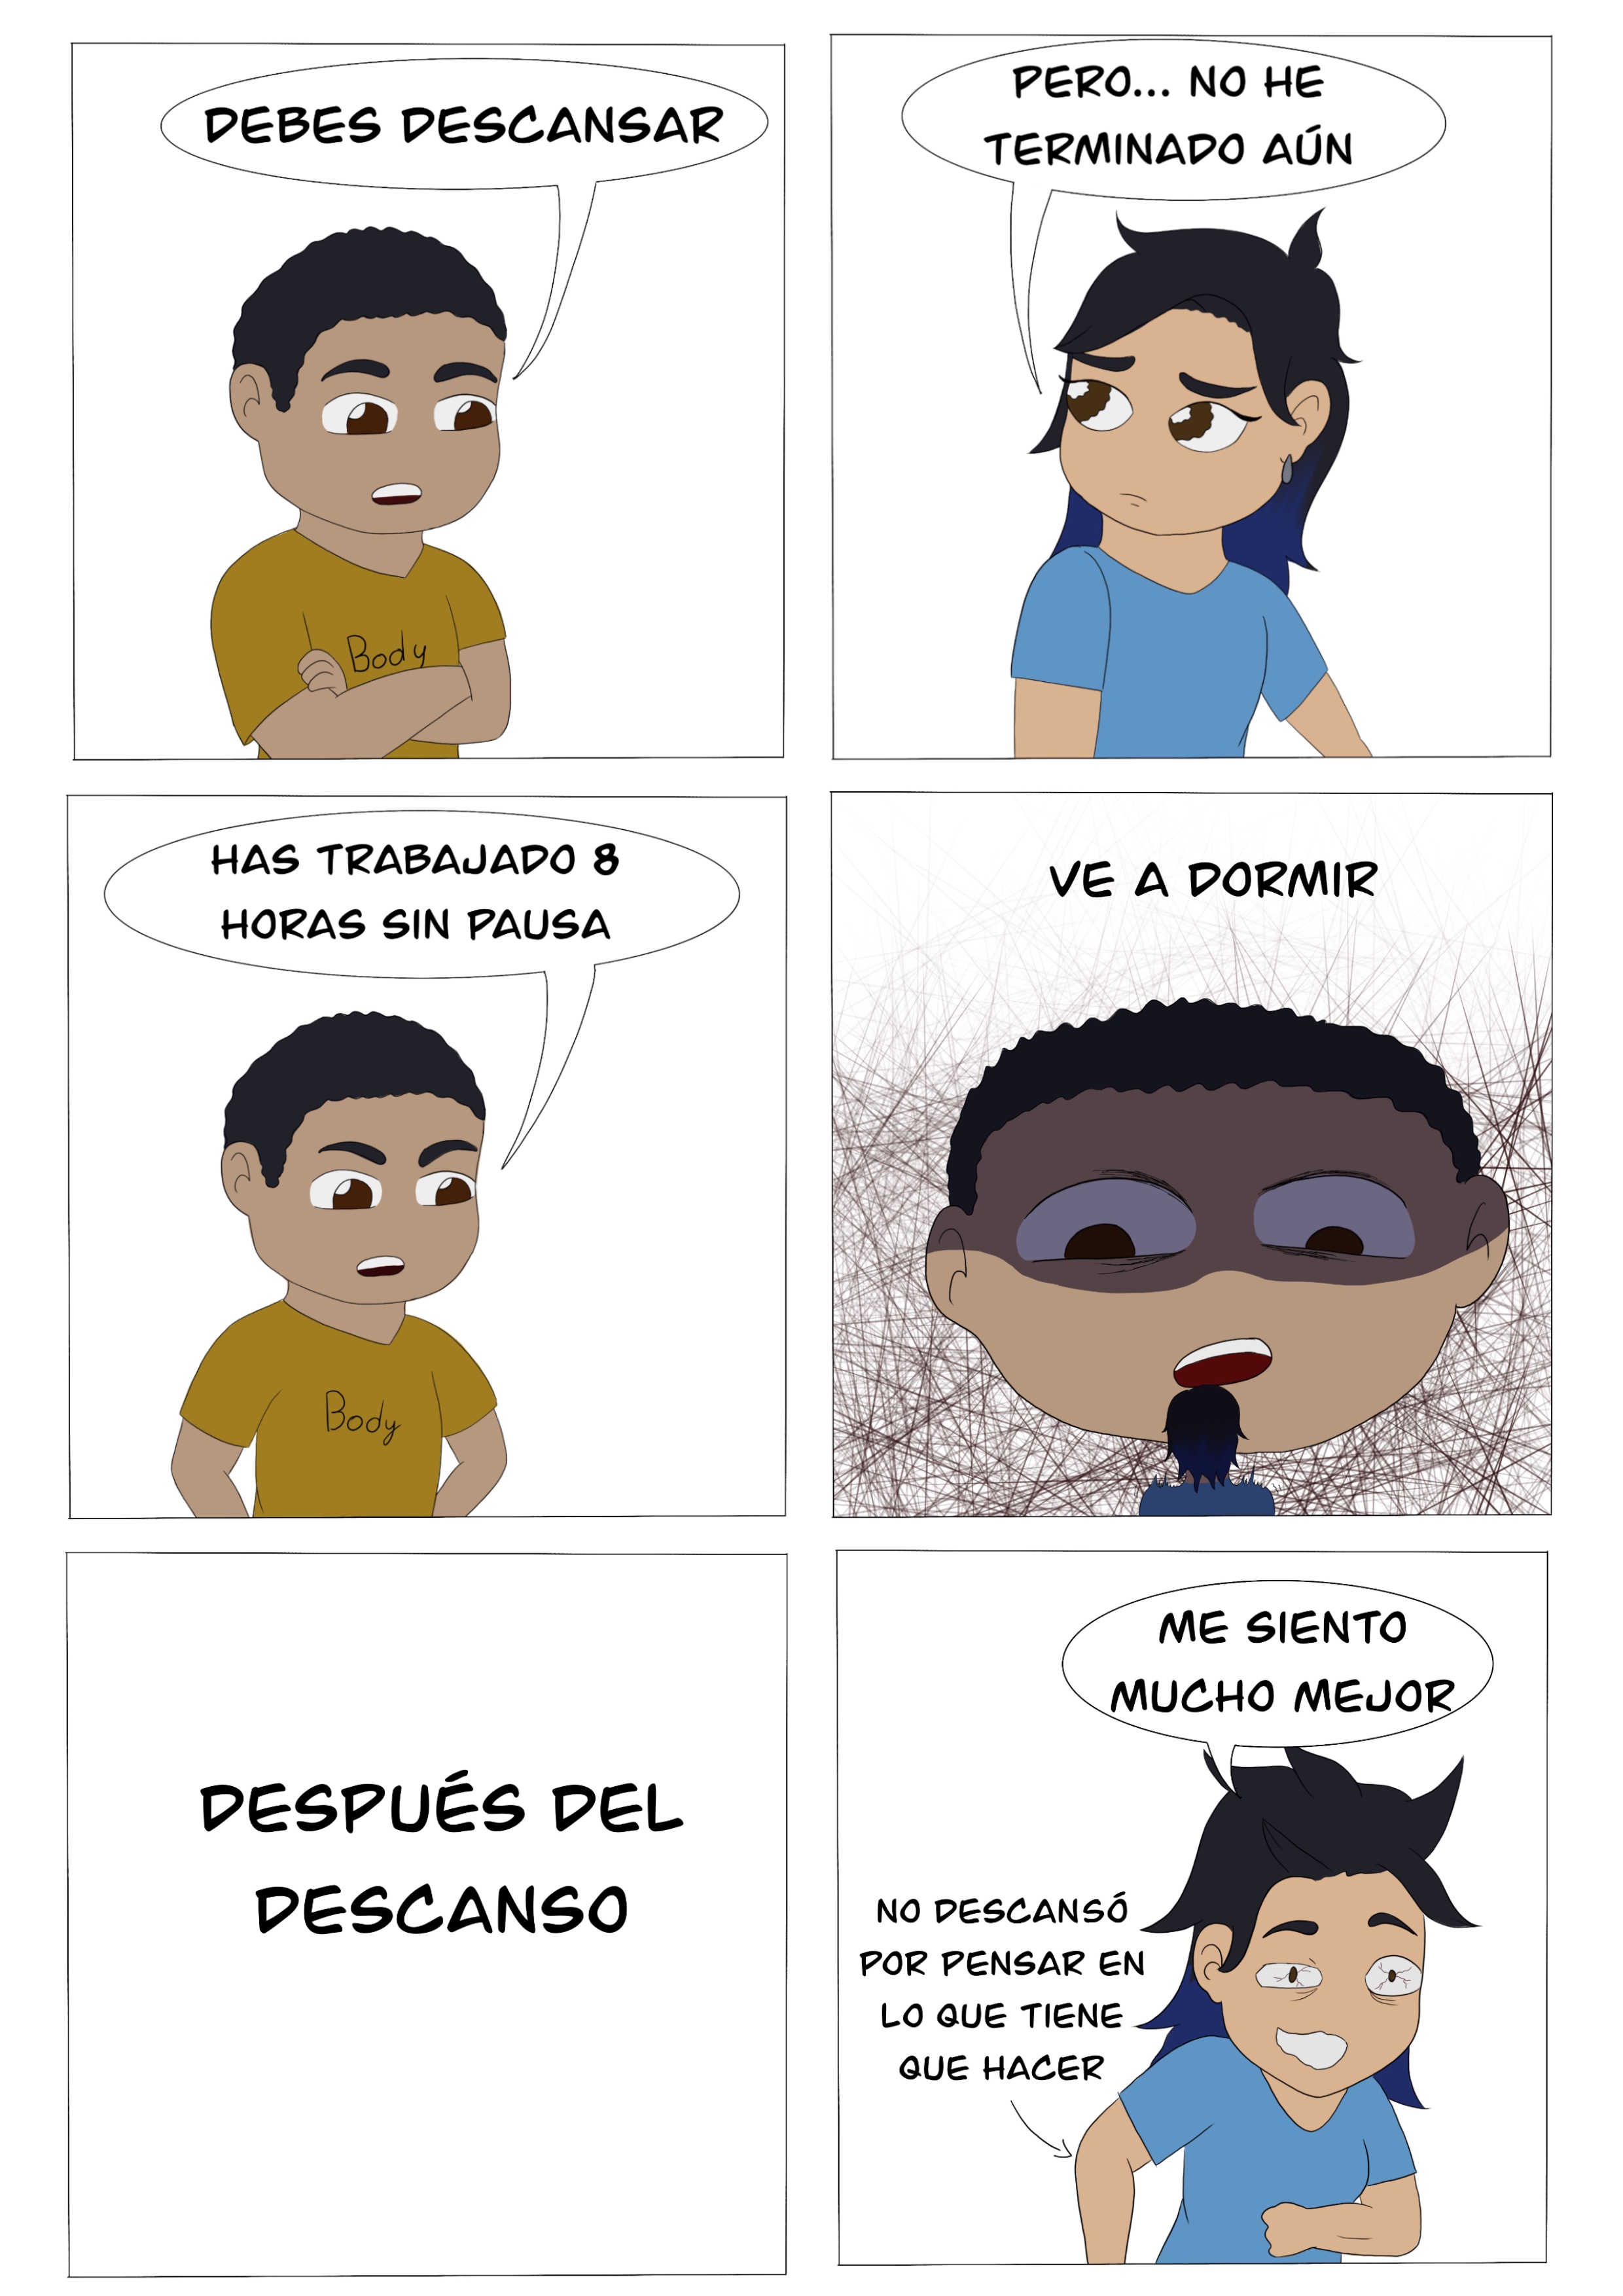 DEBES DESCANSAR
Body
PERO... NO HE
TERMINADO AÚN
HAS TRABAJADO 8
HORAS SIN PAUSA
Body
VE A DORMIR
DESPUÉS DEL
DESCANSO
ME SIENTO
MUCHO MEJOR
NO DESCANSÓ
POR PENSAR EN
LO QUE TIENE
QUE HACER